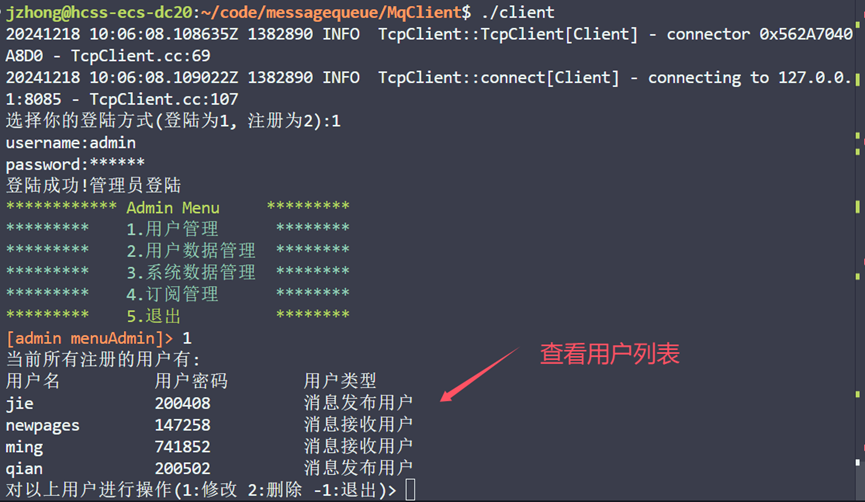 jzhong@hcss-ecs-dc20:~/code/messagequeue/MqClient$ ./client
20241218 10:06:08.108635Z 1382890 INFO  TcpClient::TcpClient[Client] - connector 0x562A7040
A8D0 - TcpClient.cc:69
20241218 10:06:08.109022Z 1382890 INFO  TcpClient::connect[Client] - connecting to 127.0.0.
1:8085 - TcpClient.cc:107
选择你的登陆方式(登陆为1, 注册为2):1
username:admin
password:******
登陆成功!管理员登陆
************ Admin Menu     *********
*********    1.用户管理      ********
*********    2.用户数据管理  ********
*********    3.系统数据管理  ********
*********    4.订阅管理      ********
*********    5.退出          ********
[admin menuAdmin]> 1
当前所有注册的用户有:
查看用户列表
用户名          用户密码        用户类型
jie             200408          消息发布用户
newpages        147258          消息接收用户
ming            741852          消息接收用户
qian            200502          消息发布用户
对以上用户进行操作(1:修改 2:删除 -1:退出)>